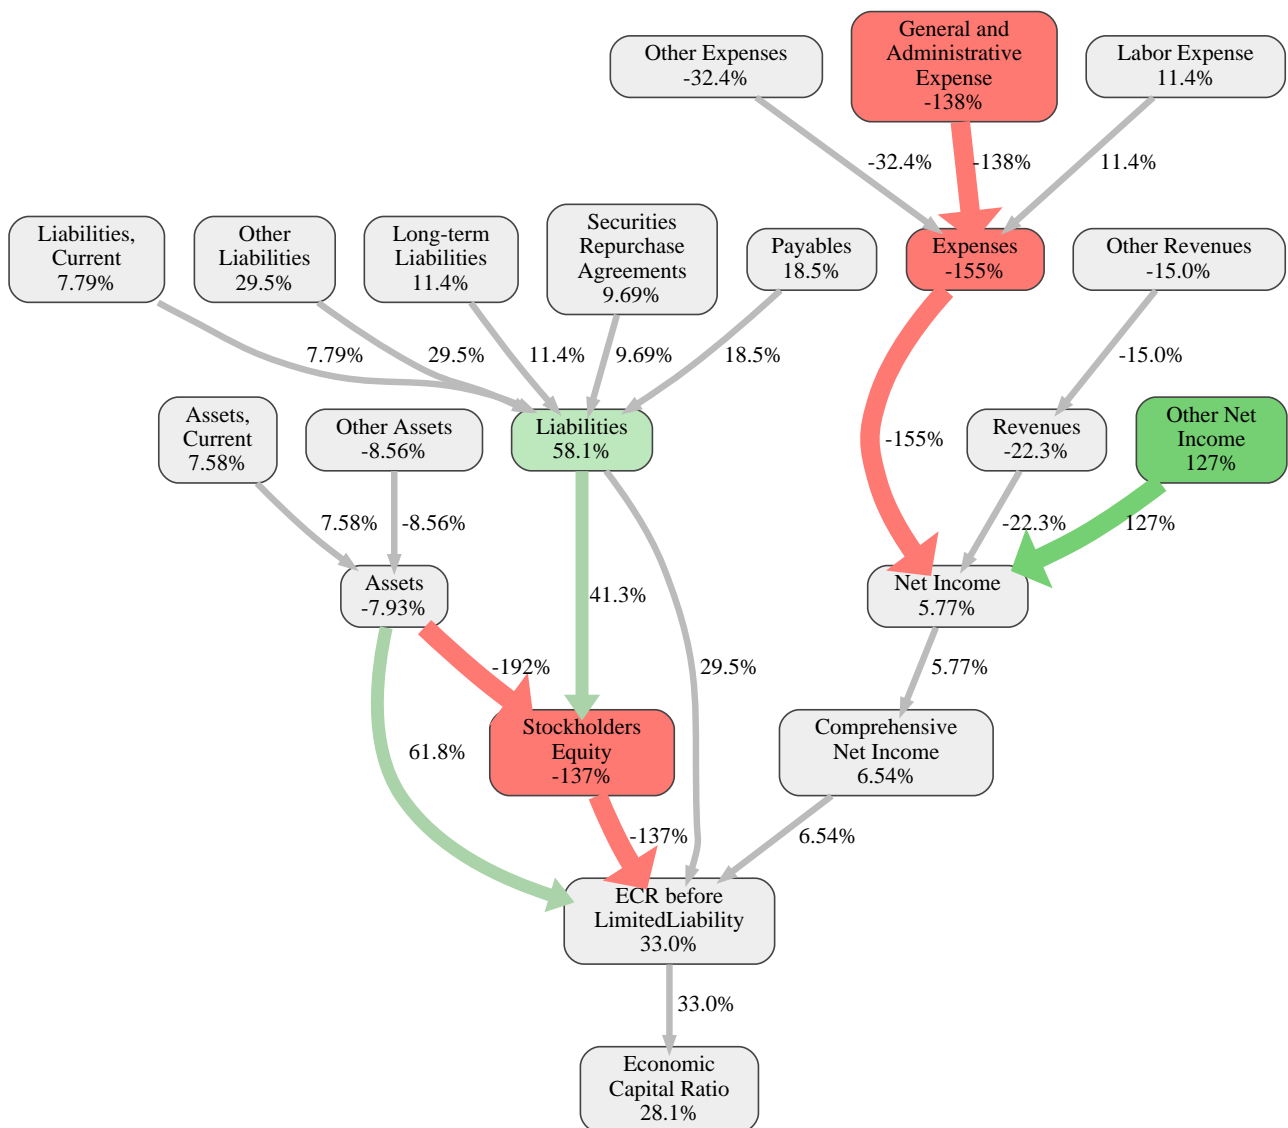 Other Expenses
-32.4%
General and
Administrative
Expense
-138%
Labor Expense
11.4%
-32.4%
-138%
11.4%
Liabilities,
Current
7.79%
Other
Liabilities
29.5%
Long-term
Liabilities
11.4%
Securities
Repurchase
Agreements
9.69%
Payables
18.5%
Expenses
-155%
Other Revenues
-15.0%
7.79%
29.5%
11.4%
9.69%
18.5%
-15.0%
Assets,
Current
7.58%
Other Assets
-8.56%
Liabilities
58.1%
-155%
Revenues
-22.3%
Other Net
Income
127%
7.58%
-8.56%
-22.3%
127%
Assets
-7.93%
41.3%
Net Income
5.77%
-192%
29.5%
5.77%
61.8%
Stockholders
Equity
-137%
Comprehensive
Net Income
6.54%
-137%
6.54%
ECR before
LimitedLiability
33.0%
33.0%
Economic
Capital Ratio
28.1%